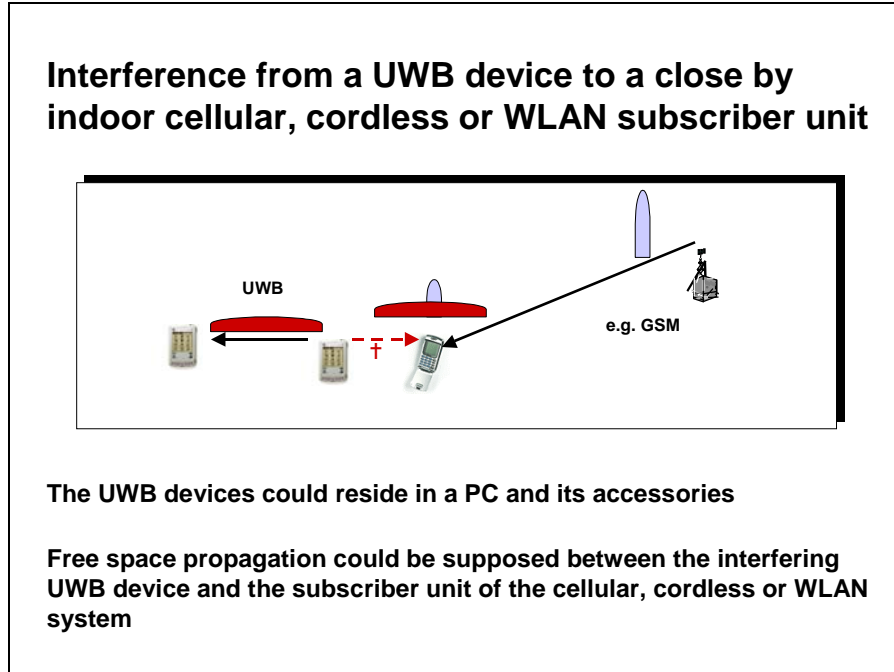 Interference from a UWB device to a close by
indoor cellular, cordless or WLAN subscriber unit
UWB
e.g. GSM
†
The UWB devices could reside in a PC and its accessories
Free space propagation could be supposed between the interfering
UWB device and the subscriber unit of the cellular, cordless or WLAN
system